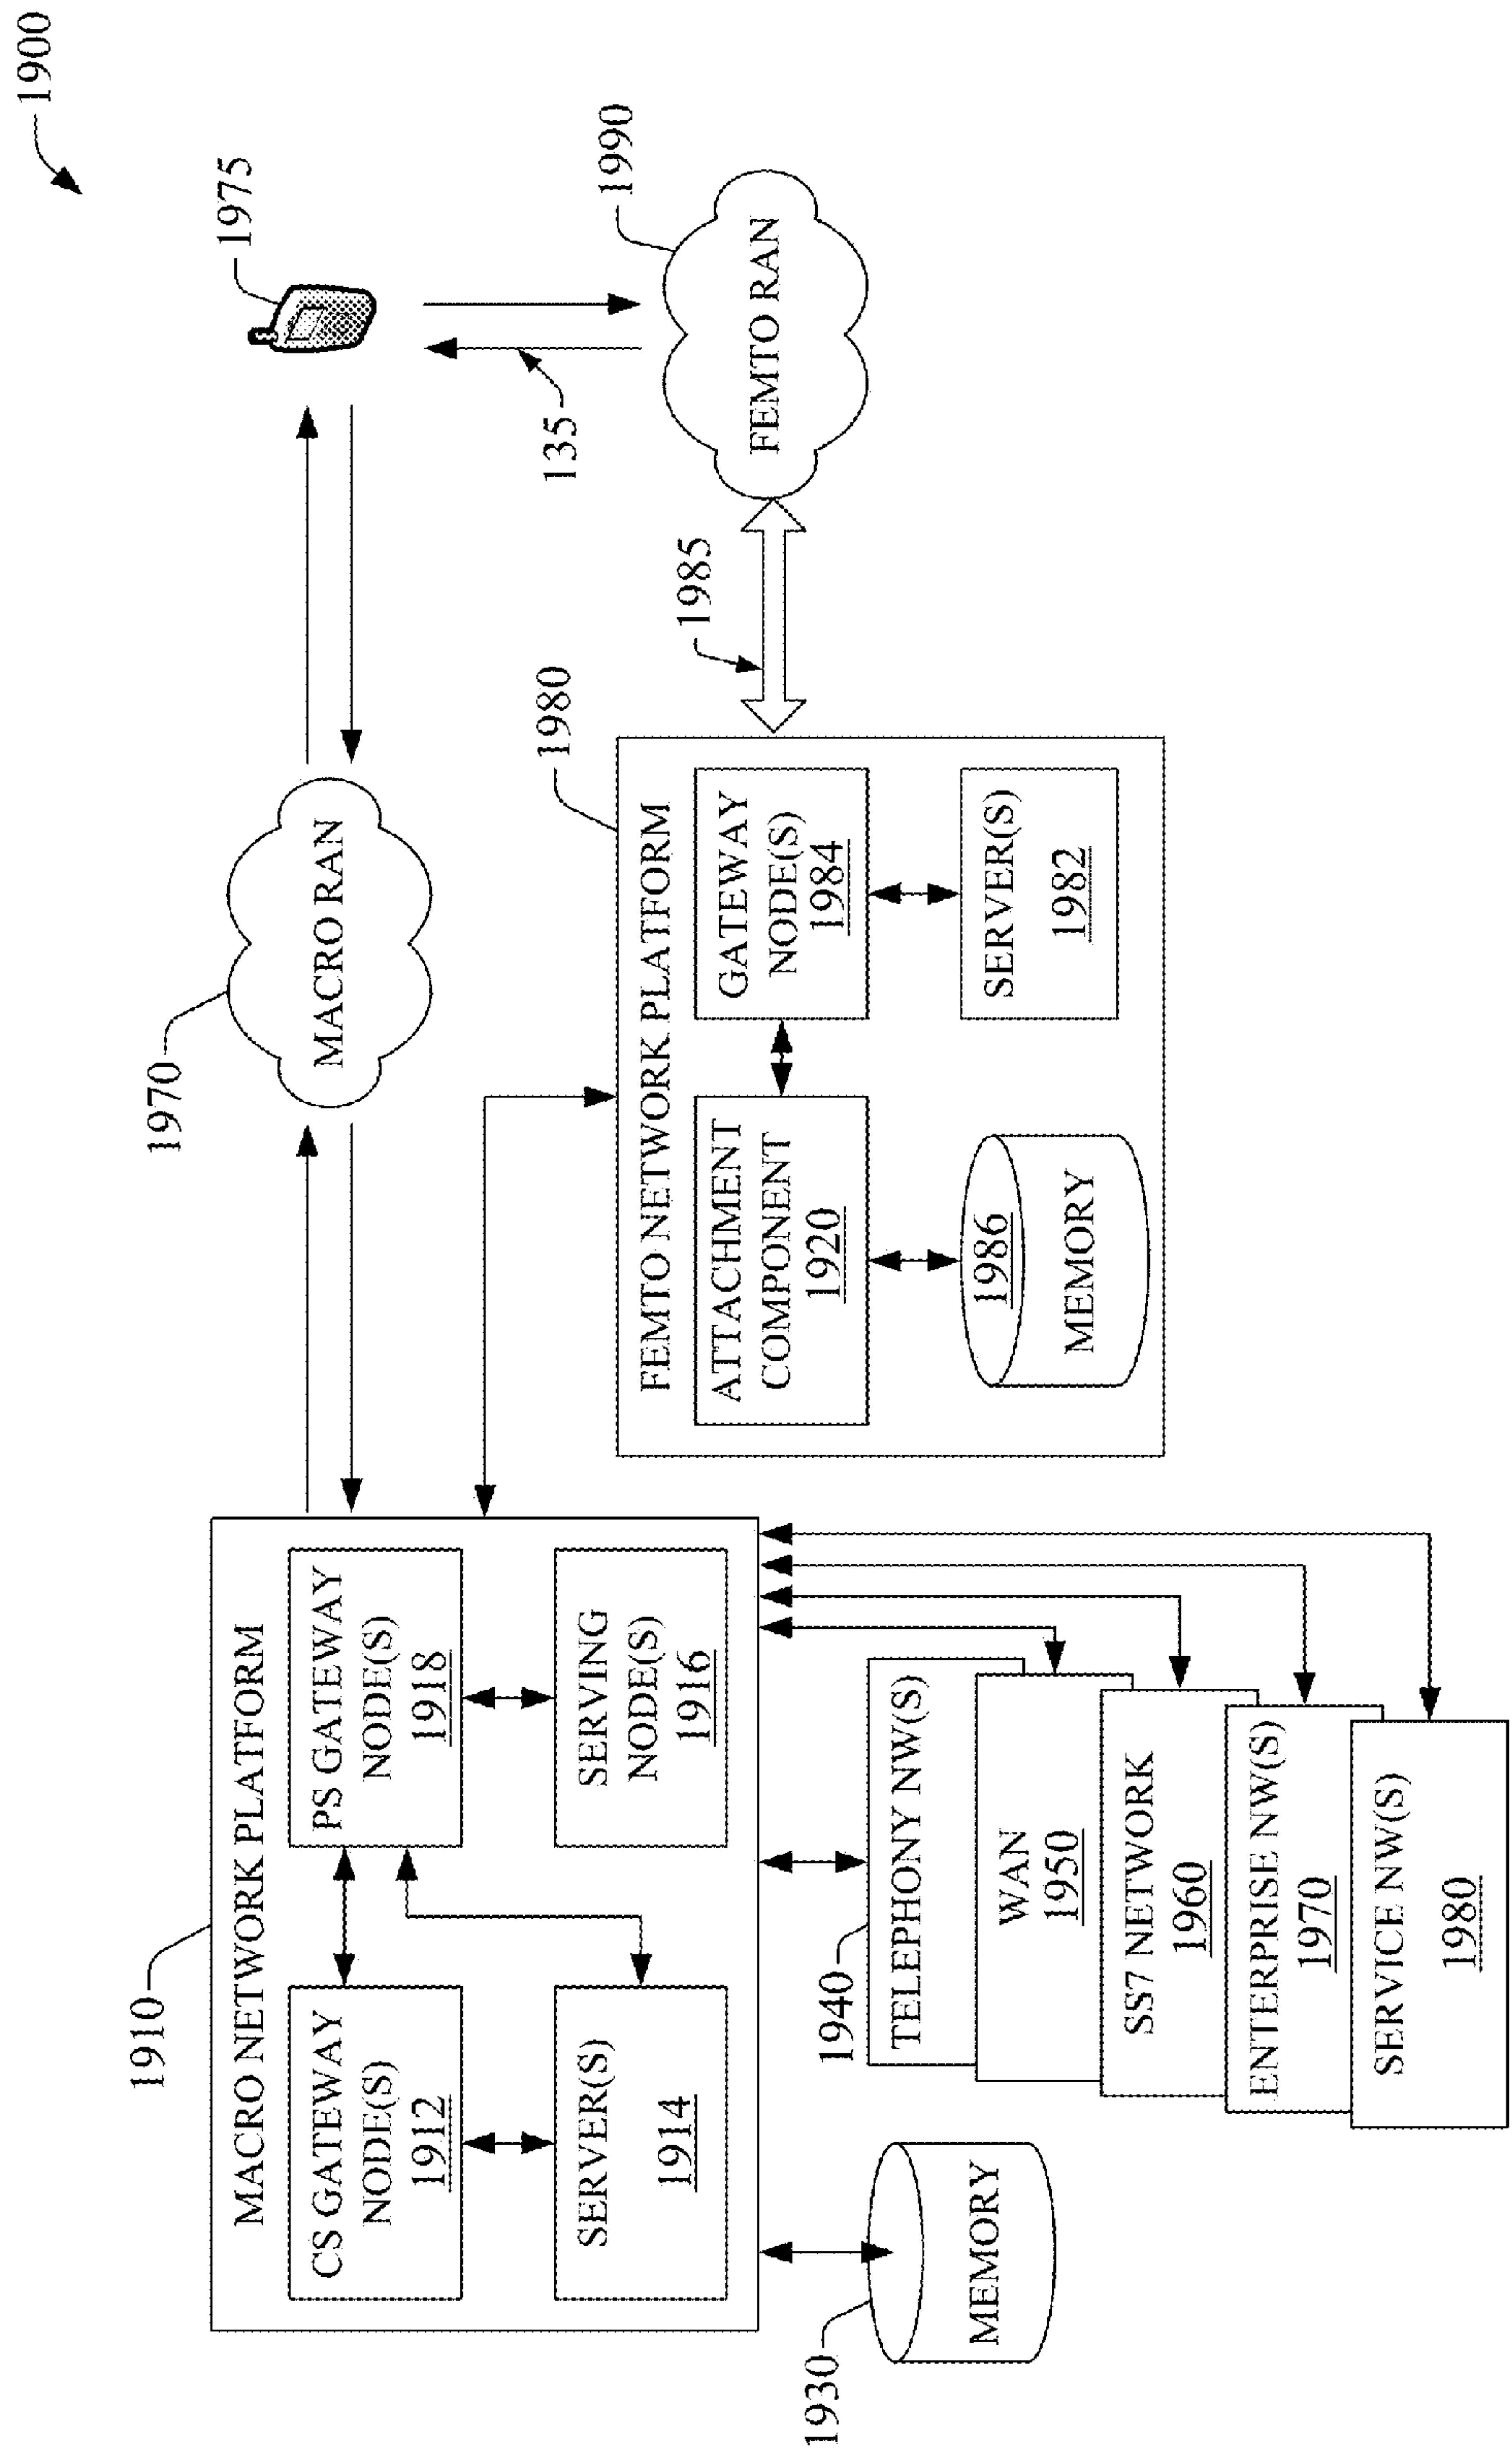 1900
1910
MACRO NETWORK PLATFORM
CS GATEWAY
NODE(S)
1912
PS GATEWAY
NODE(S)
1918
SERVER(S)
1914
SERVING
NODE(S)
1916
1970
MACRO RAN
1975
135
1990
FEMTO RAN
1985
1980
FEMTO NETWORK PLATFORM
ATTACHMENT
COMPONENT
1920
GATEWAY
NODE(S)
1984
1986
MEMORY
SERVER(S)
1982
1930
MEMORY
1940
TELEPHONY NW(S)
WAN
1950
SS7 NETWORK
1960
ENTERPRISE NW(S)
1970
SERVICE NW(S)
1980